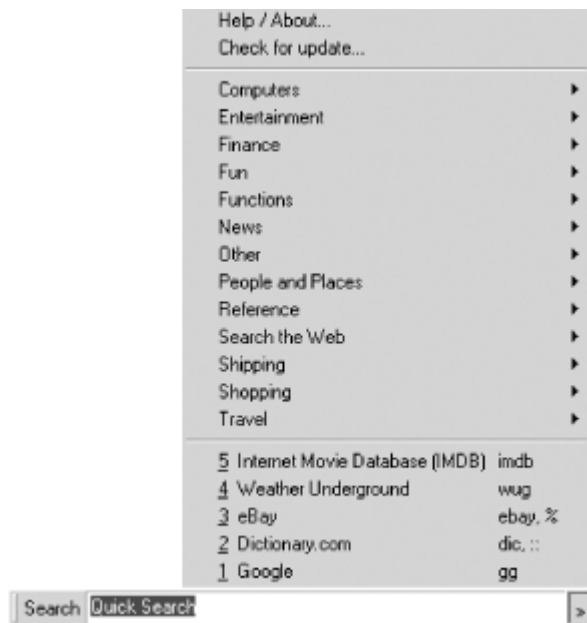 Help / About...
Check for update...
Computers
Entertainment
Finance
Fun
Functions
News
Other
People and Places
Reference
Search the Web
Shipping
Shopping
Travel
5 Internet Movie Database (IMDB) imdb
4 Weather Underground wug
3 eBay ebay, %
2 Dictionary.com dic, ::
1 Google gg
Search Quick Search »